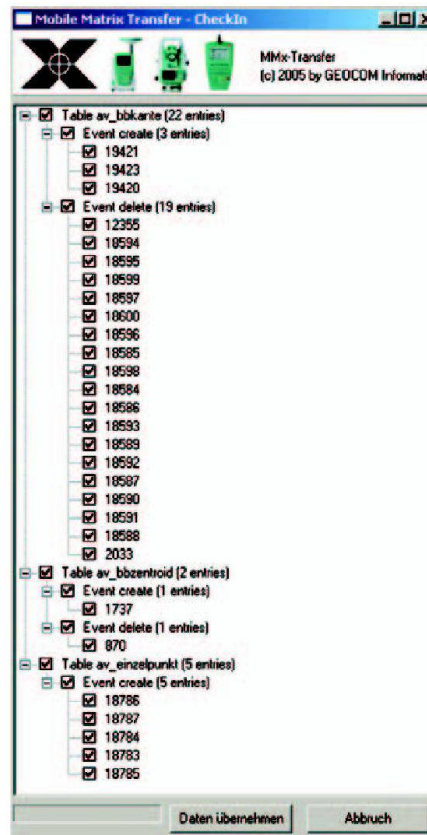 Mobile Matrix Transfer - CheckIn
MMx-Transfer
(c) 2005 by GEOCOM Informati
Table av_bbkante (22 entries)
Event create (3 entries)
19421
19423
19420
Event delete (19 entries)
12355
18594
18595
18599
18597
18600
18596
18585
18598
18584
18586
18593
18589
18592
18587
18590
18591
18588
2033
Table av_bbzentroid (2 entries)
Event create (1 entries)
1737
Event delete (1 entries)
870
Table av_einzelpunkt (5 entries)
Event create (5 entries)
18786
18787
18784
18783
18785
Daten übernehmen Abbruch